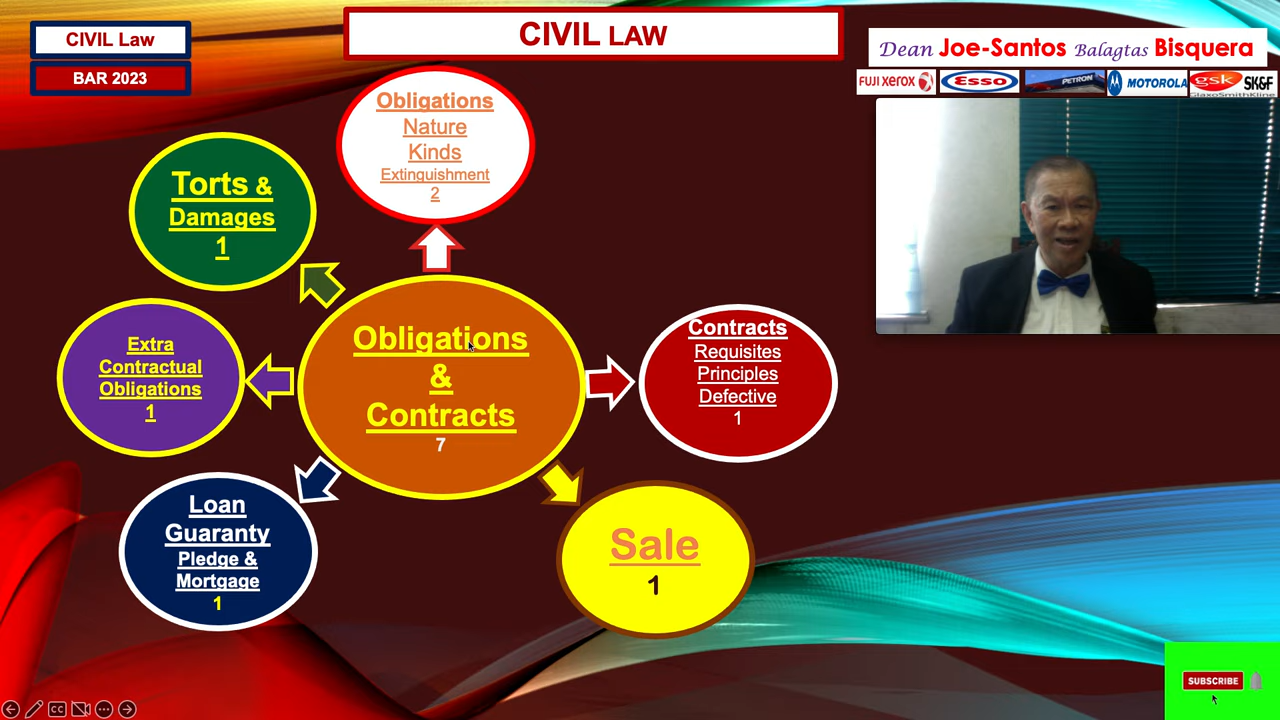 CIVIL Law
BAR 2023
CIVIL LAW
Dean Joe-Santos Balagtas Bisquera
FUJI XEROX
Esso
PETRON
MOTOROLA
gsk
GlaxoSmithKline
SK&F
Obligations
Nature
Kinds
Extinguishment
2
Torts &
Damages
1
Extra
Contractual
Obligations
1
Obligations
&
Contracts
7
Contracts
Requisites
Principles
Defective
1
Loan
Guaranty
Pledge &
Mortgage
1
Sale
1
SUBSCRIBE
CC